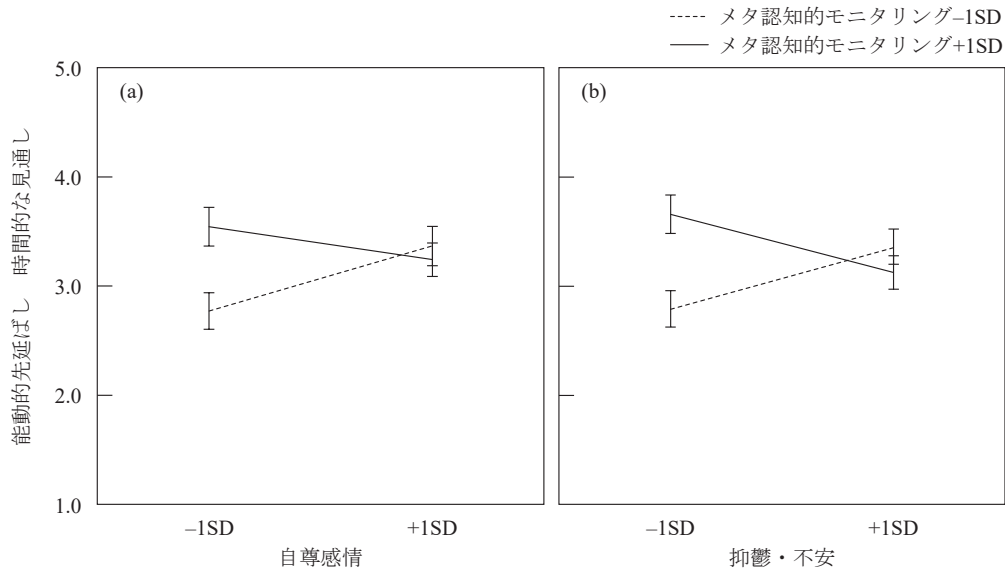 メタ認知的モニタリング–1SD
メタ認知的モニタリング+1SD
能動的先延ばし 時間的な見通し
5.0
4.0
3.0
2.0
1.0
(a)
–1SD
+1SD
自尊感情
(b)
–1SD
+1SD
抑鬱・不安